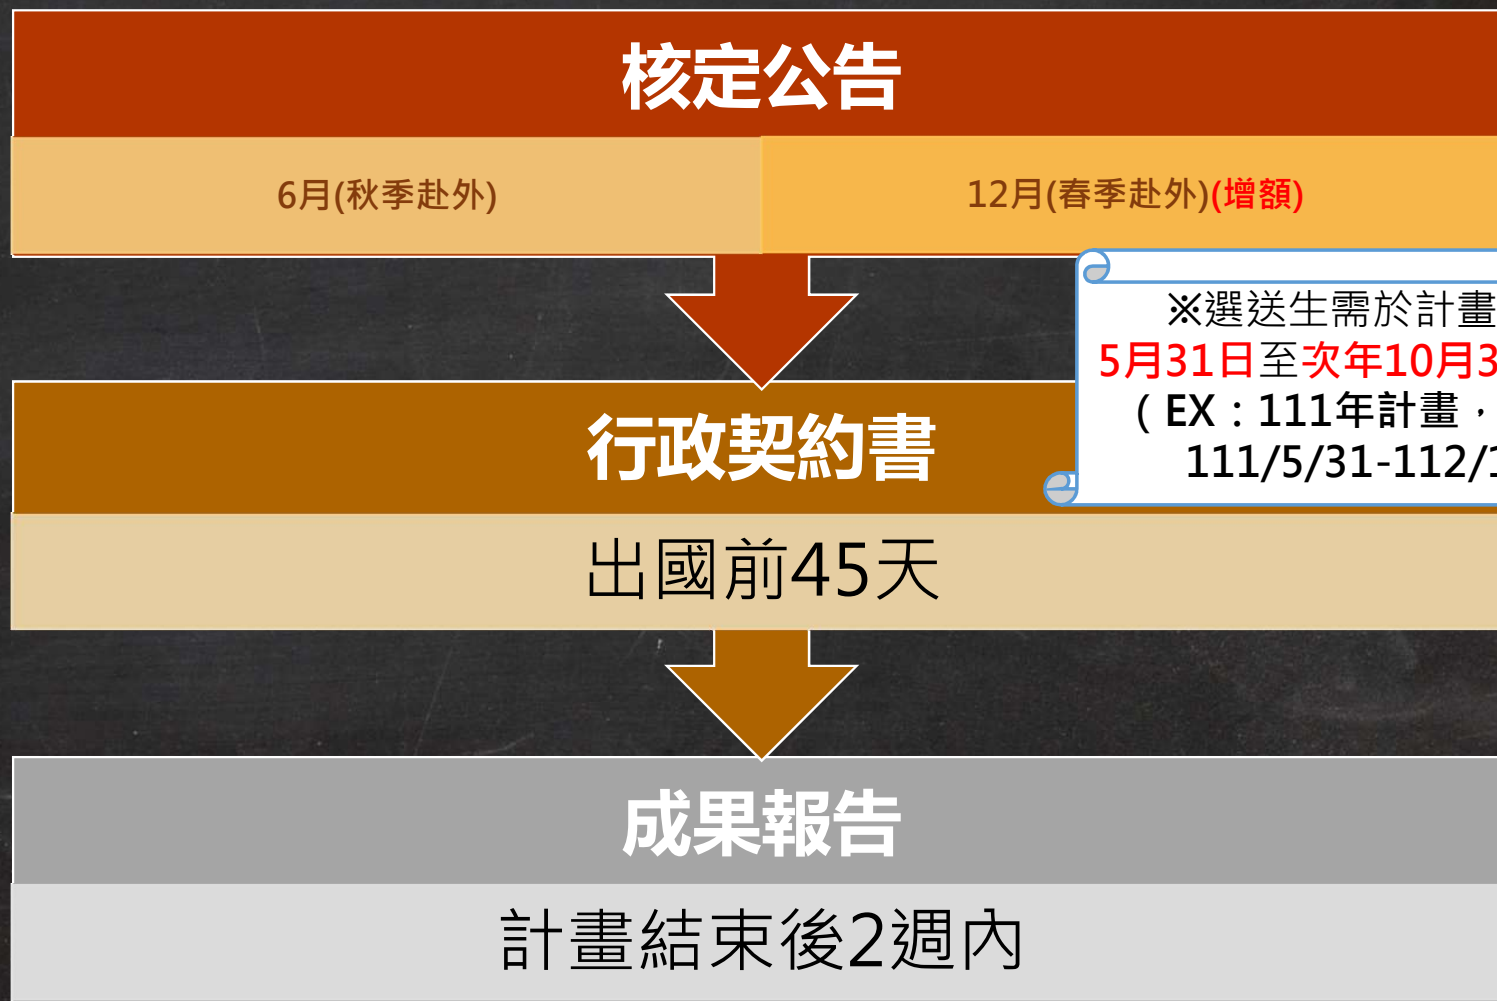 核定公告
6月(秋季赴外)
12月(春季赴外)(增額)
※選送生需於計畫
5月31日至次年10月3
（EX：111年計畫，
111/5/31-112/1
行政契約書
出國前45天
成果報告
計畫結束後2週內